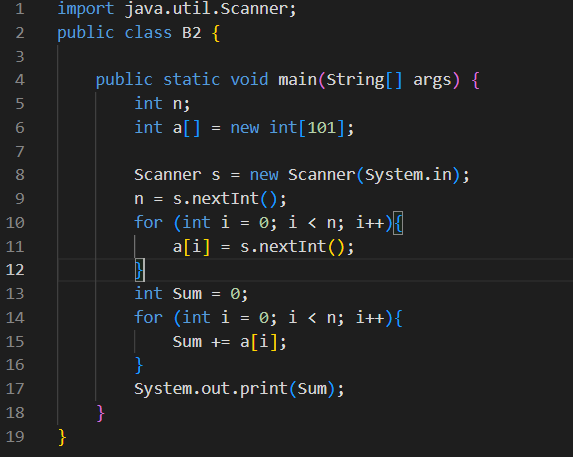 1 import java.util.Scanner;
2 public class B2 {
3
4     public static void main(String[] args) {
5         int n;
6         int a[] = new int[101];
7
8         Scanner s = new Scanner(System.in);
9         n = s.nextInt();
10         for (int i = 0; i < n; i++){
11             a[i] = s.nextInt();
12         }
13         int Sum = 0;
14         for (int i = 0; i < n; i++){
15             Sum += a[i];
16         }
17         System.out.print(Sum);
18     }
19 }